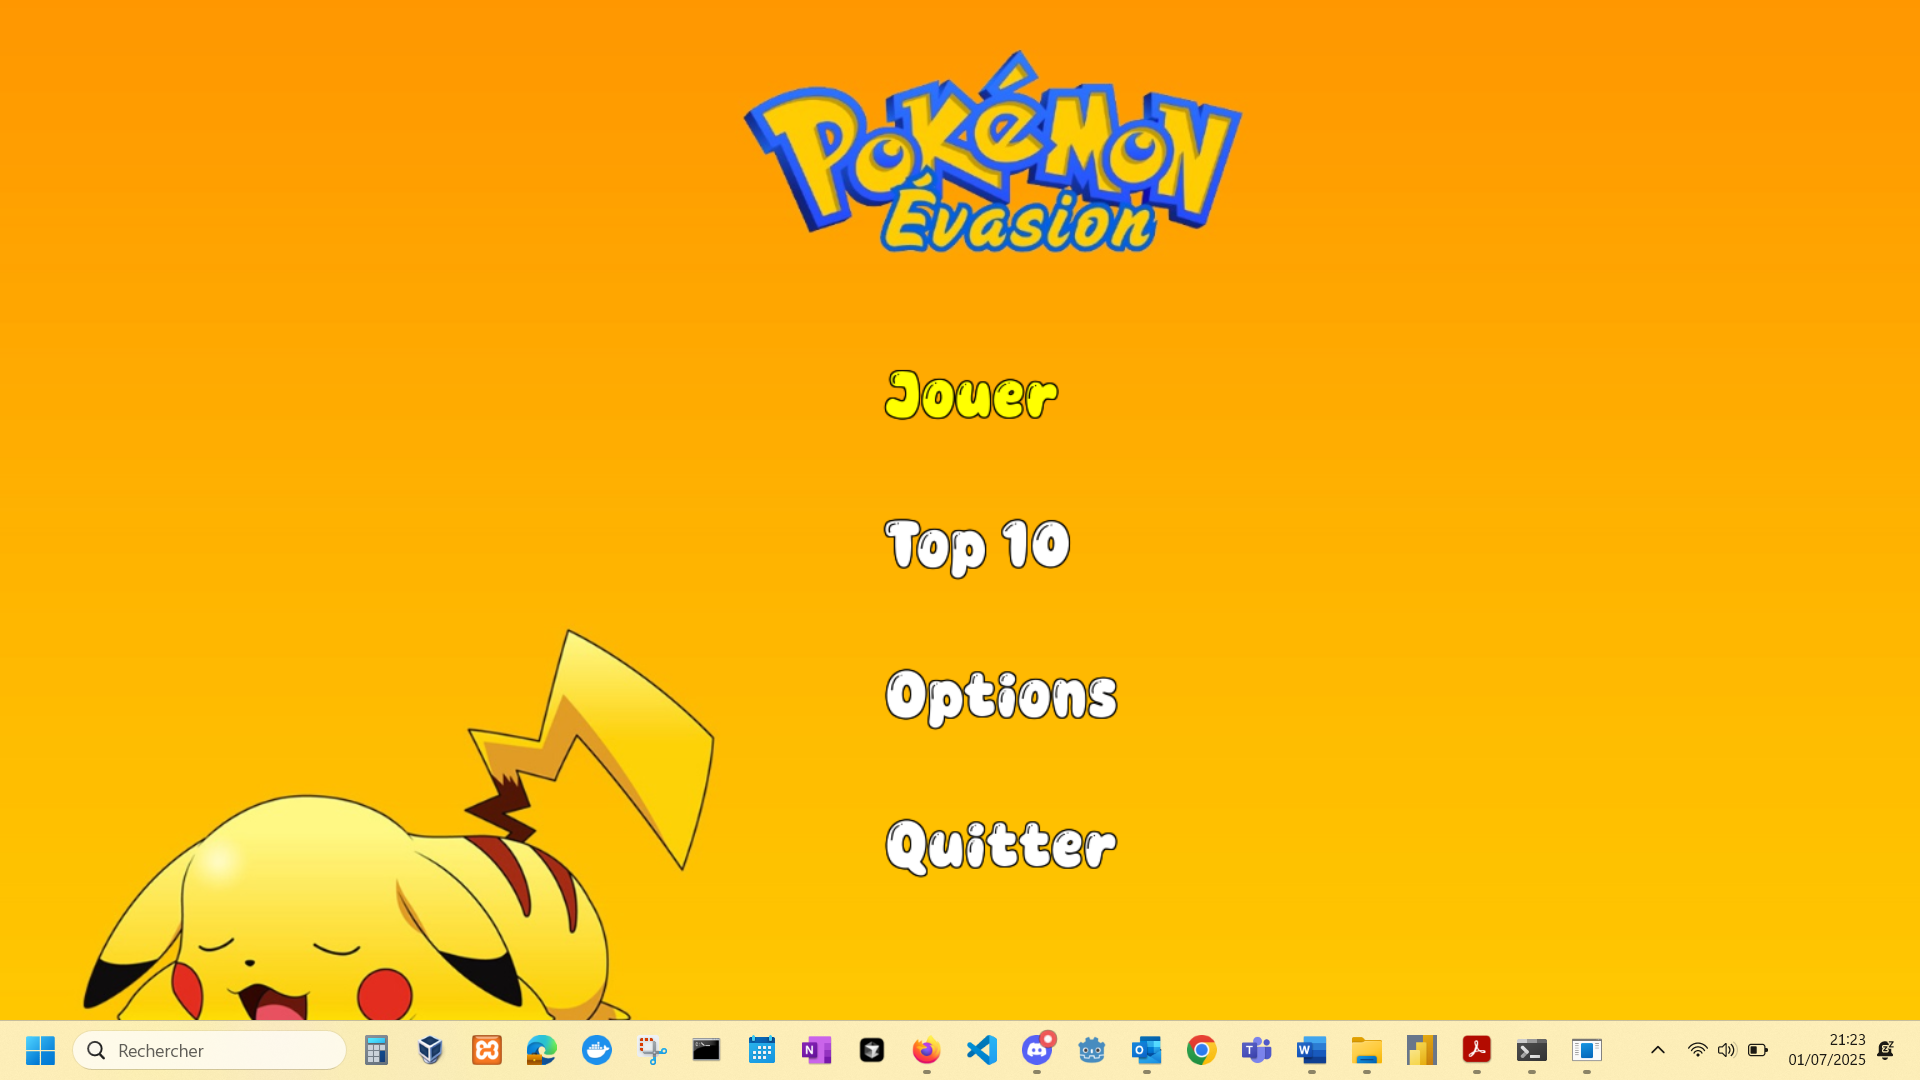 Pokémon
Évasion
Jouer
Top 10
Options
Quitter
Rechercher
21:23
01/07/2025